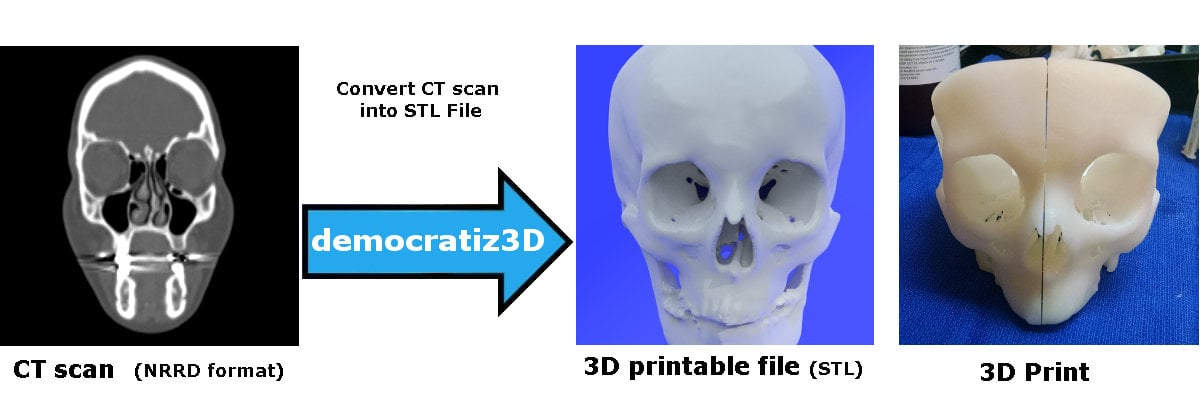 Convert CT scan
into STL File
democratiz3D
CT scan (NRRD format)
3D printable file (STL)
3D Print